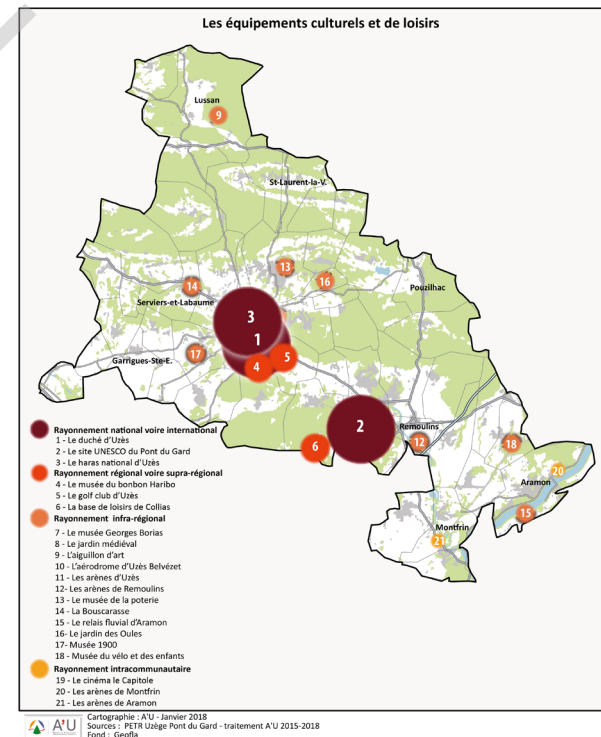 Les équipements culturels et de loisirs
Lussan
9
St-Laurent-la-V.
13
16
14
Pouzilhac
Serviers-et-Labaume
3
1
17
5
4
Garrigues-Ste-E.
2
Remoulins
12
18
6
20
Aramon
15
Montfrin
21
Rayonnement national voire international
1 - Le duché d'Uzès
2 - Le site UNESCO du Pont du Gard
3 - Le haras national d'Uzès
Rayonnement régional voire supra-régional
4 - Le musée du bonbon Haribo
5 - Le golf club d'Uzès
6 - La base de loisirs de Collias
Rayonnement infra-régional
7 - Le musée Georges Borias
8 - Le jardin médiéval
9 - L'aiguillon d'art
10 - L'aérodrome d'Uzès Belvézet
11 - Les arènes d'Uzès
12- Les arènes de Remoulins
13 - Le musée de la poterie
14 - La Bouscarasse
15 - Le relais fluvial d'Aramon
16- Le jardin des Oules
17- Musée 1900
18 - Musée du vélo et des enfants
Rayonnement intracommunautaire
19 - Le cinéma le Capitole
20 - Les arènes de Montfrin
21 - Les arènes de Aramon
A'U
Cartographie : A'U - Janvier 2018
Sources : PETR Uzège Pont du Gard - traitement A'U 2015-2018
Fond : Geofla